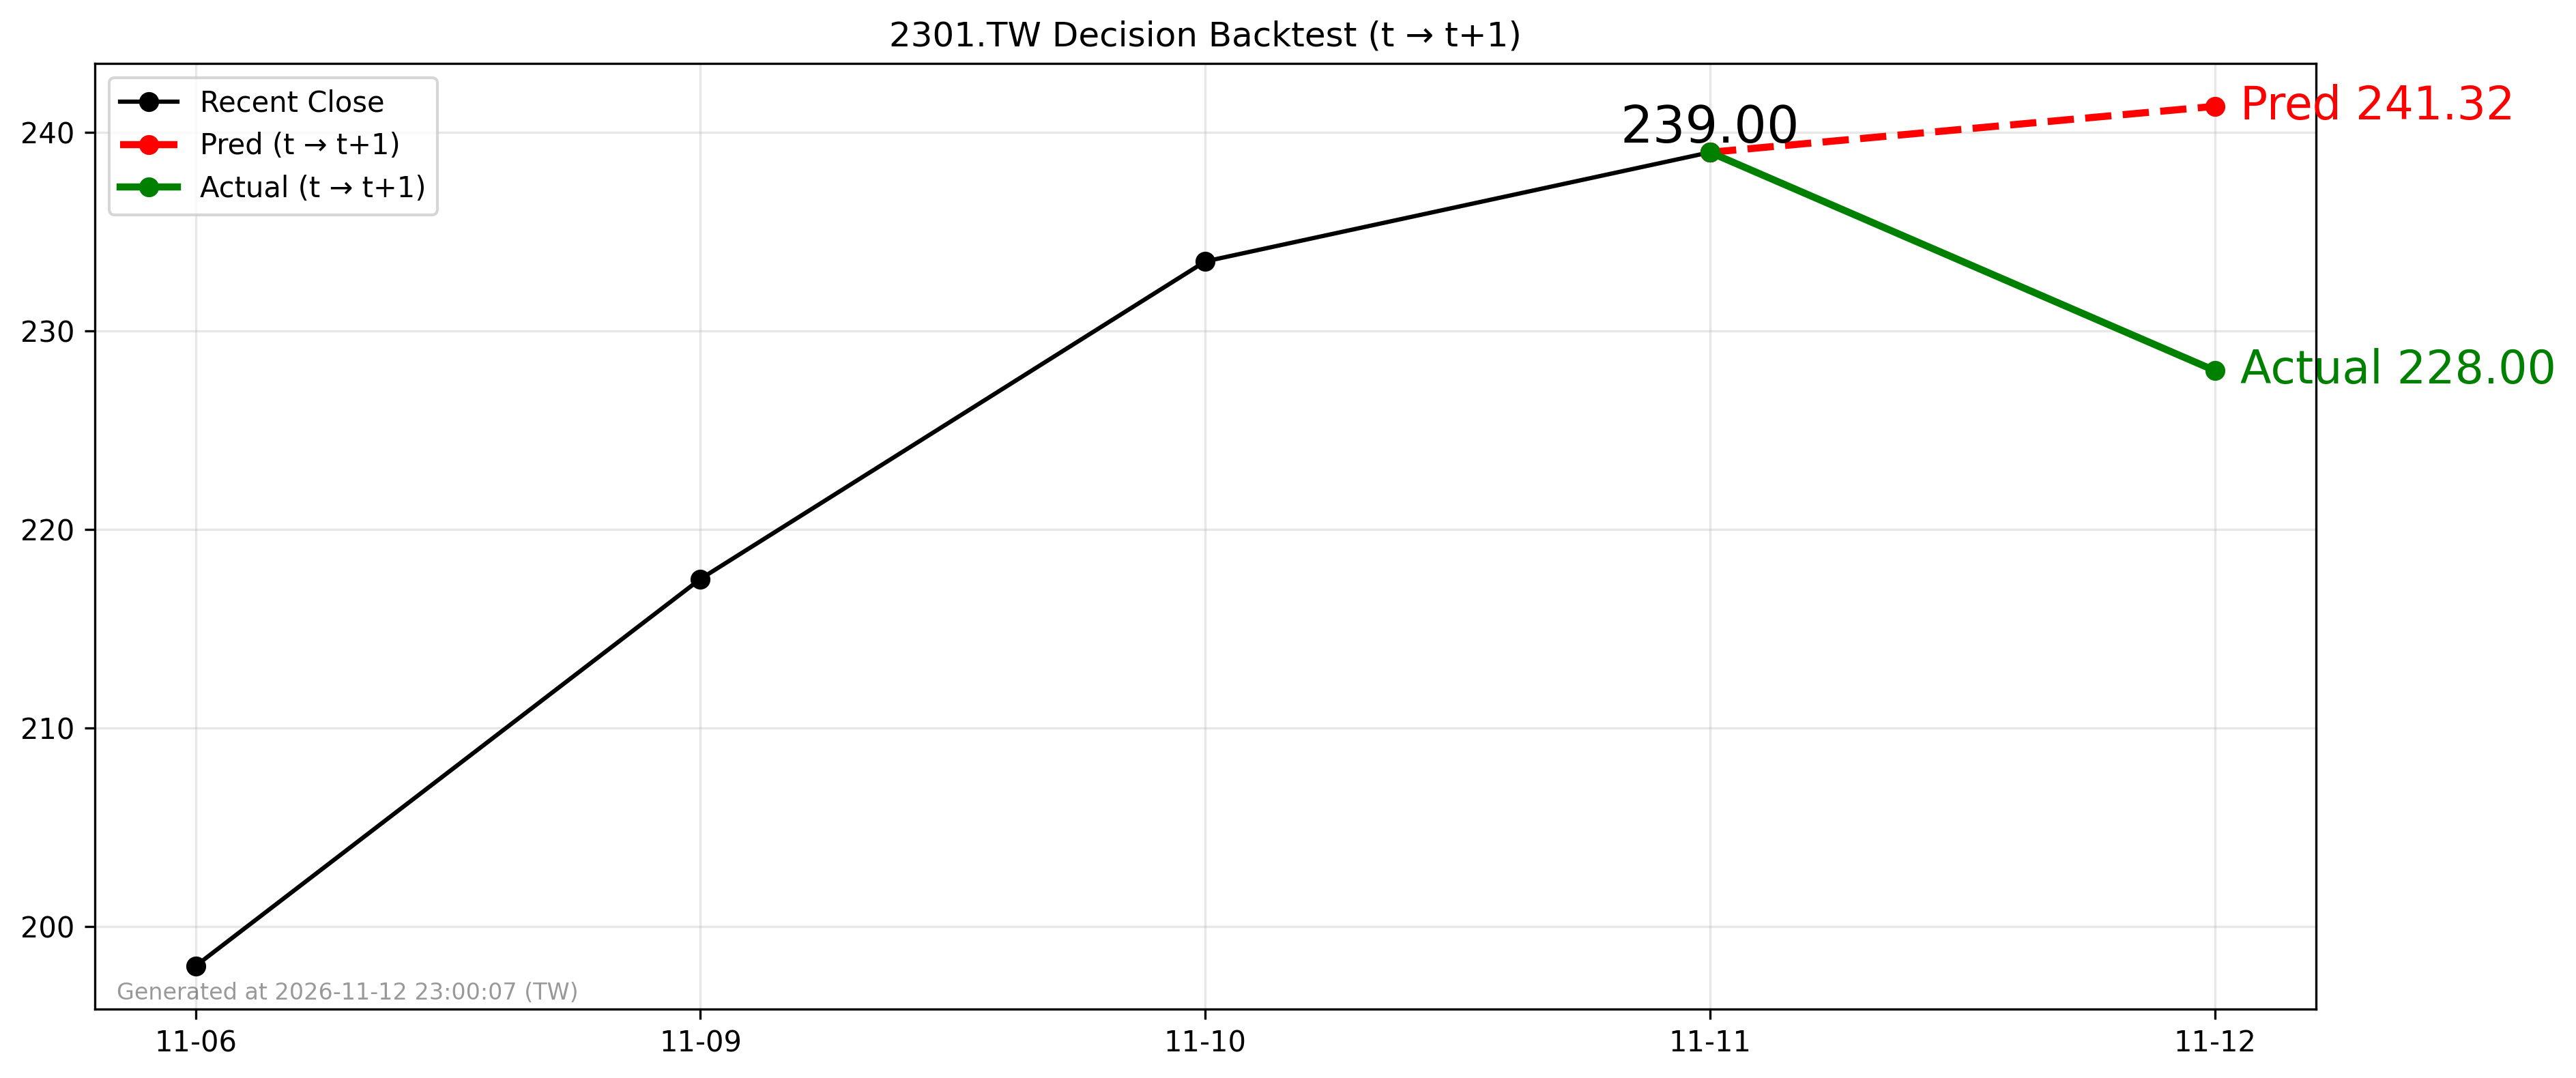 2301.TW Decision Backtest (t → t+1)
Recent Close
Pred (t → t+1)
Actual (t → t+1)
240
230
220
210
200
239.00
Pred 241.32
Actual 228.00
Generated at 2026-11-12 23:00:07 (TW)
11-06
11-09
11-10
11-11
11-12